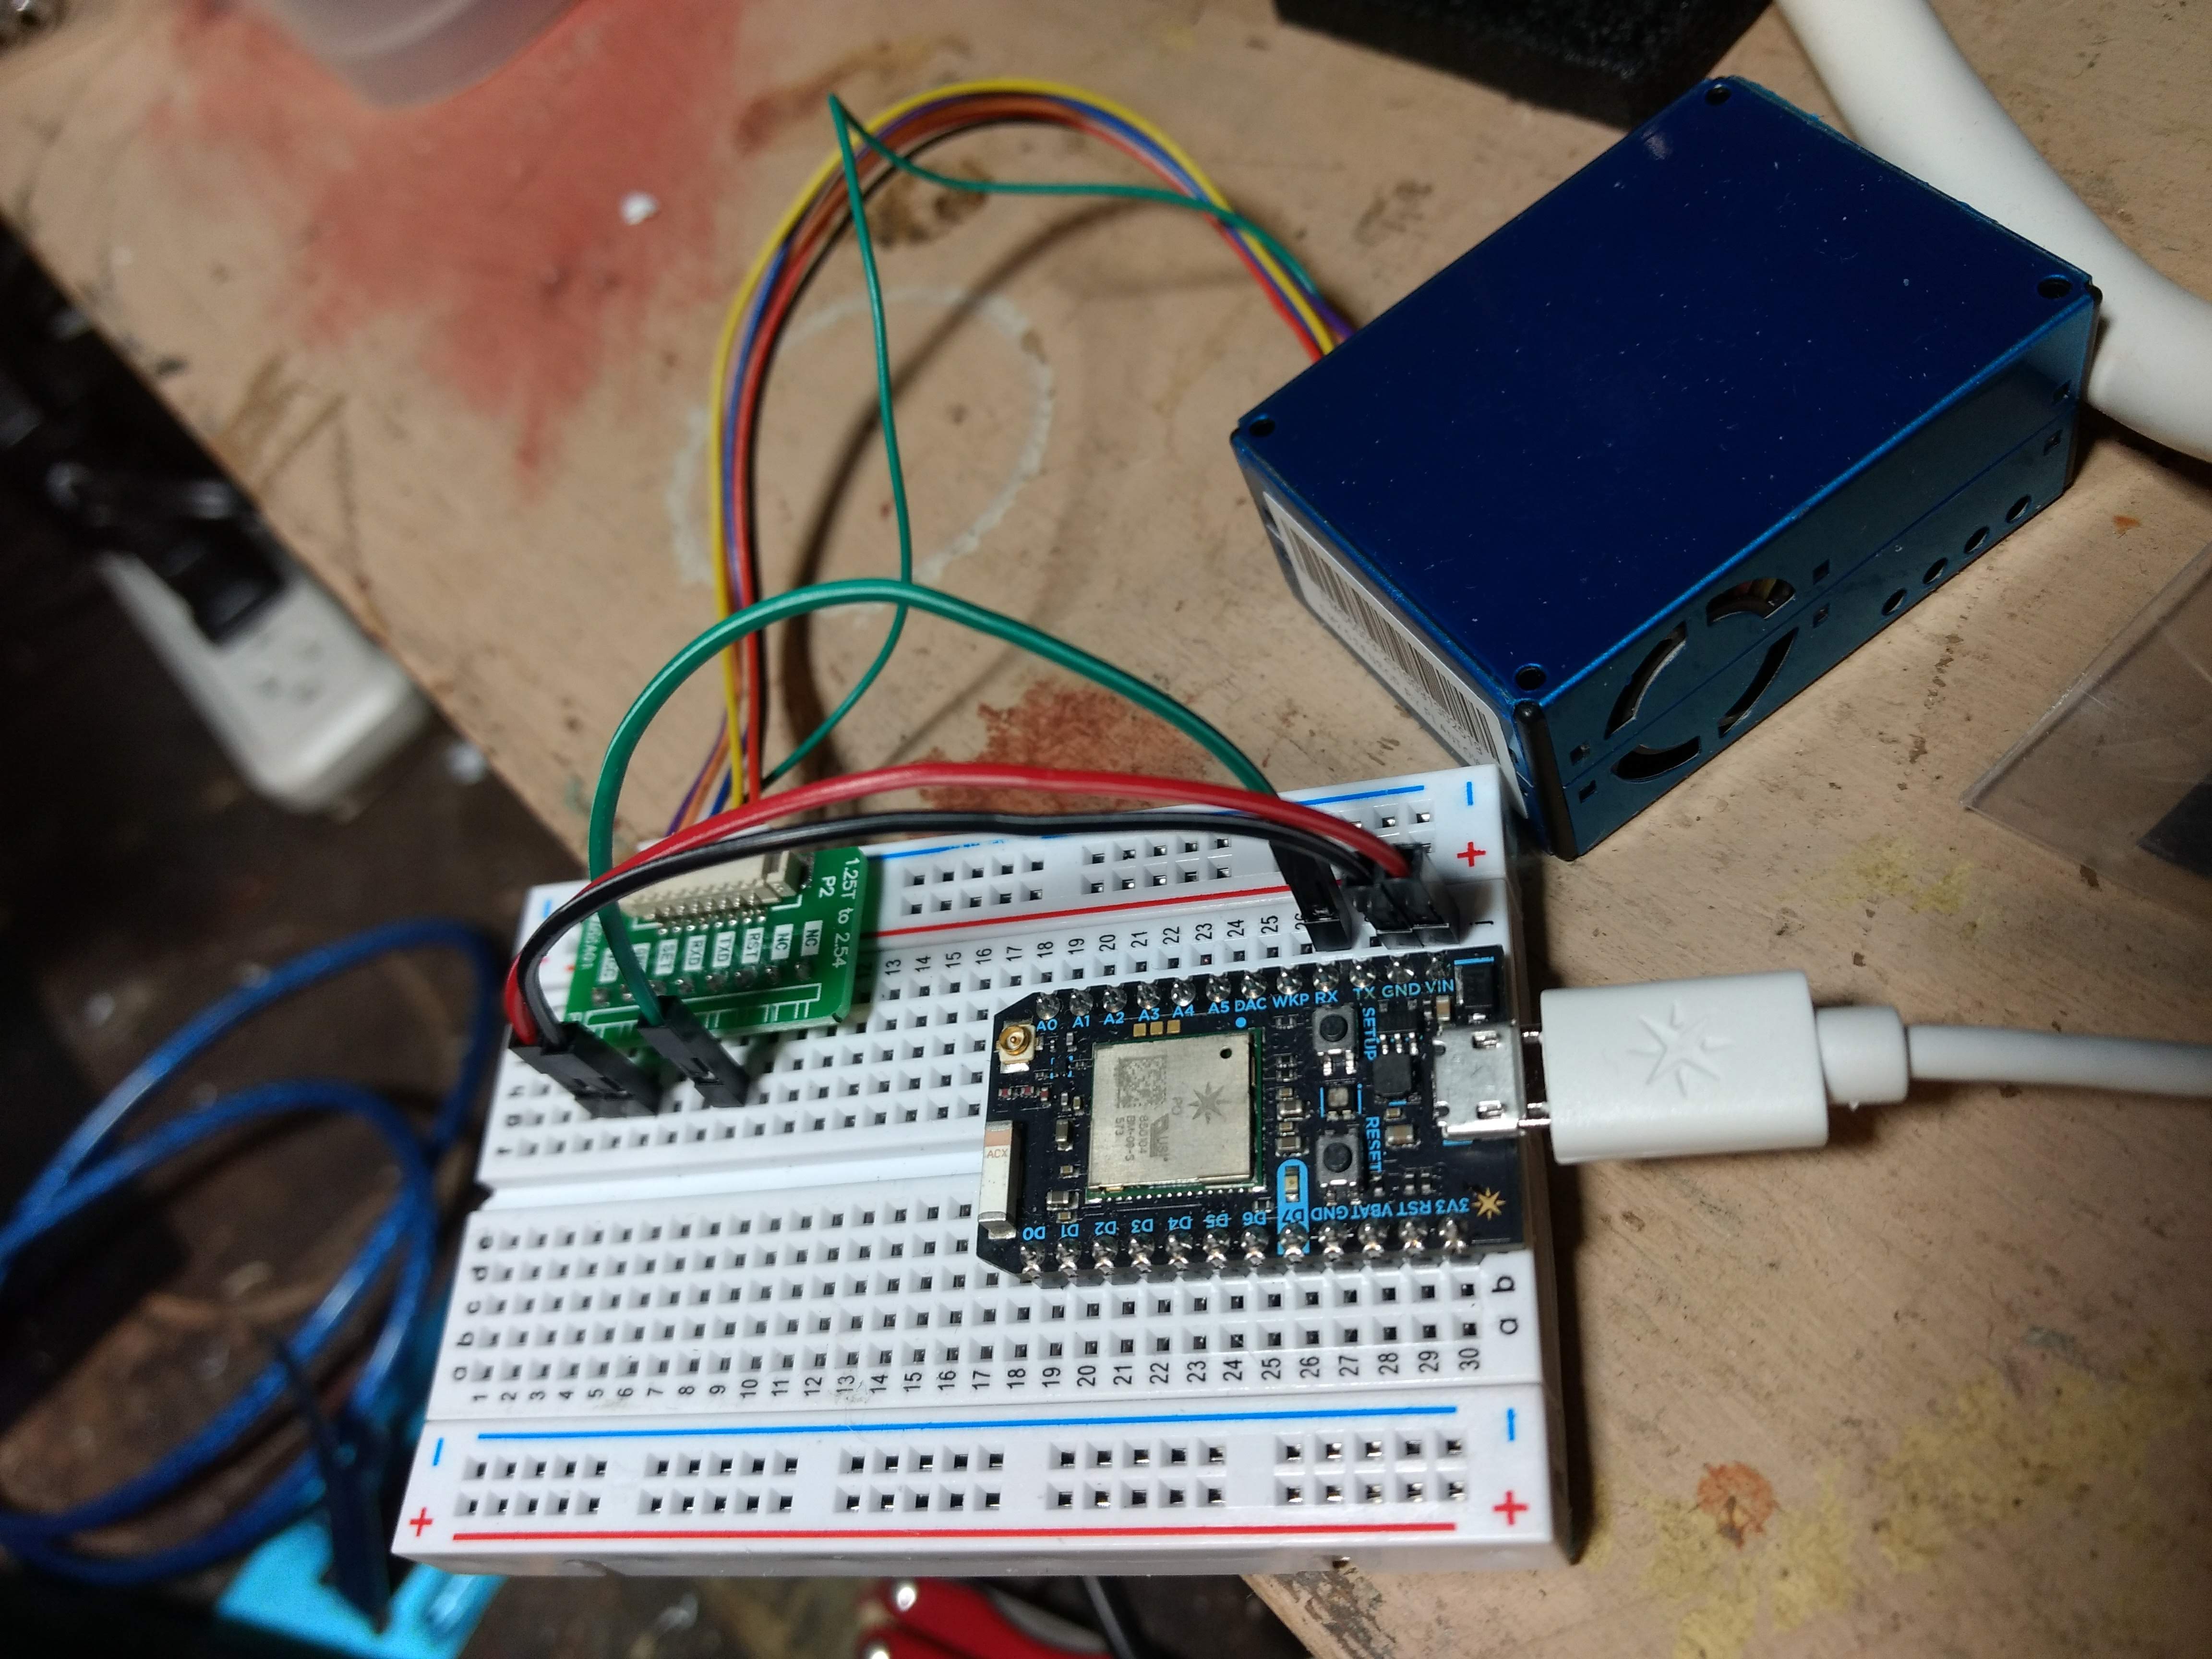 1.25T to 2.54
P2
SET
RXD
TXD
RST
NC
NC
-
+
13 14 15 16 17 18 19 20 21 22 23 24 25
j
h
g
f
A0 A1 A2 A3 A4 A5 DAC WKP RX TX GND VIN
SETUP
RESET
P0
ACX
D0 D1 D2 D3 D4 D5 D6 D7 GND VBAT RST 3V3
e
d
c
b
a
b
a
1 2 3 4 5 6 7 8 9 10 11 12 13 14 15 16 17 18 19 20 21 22 23 24 25 26 27 28 29 30
-
-
+
+